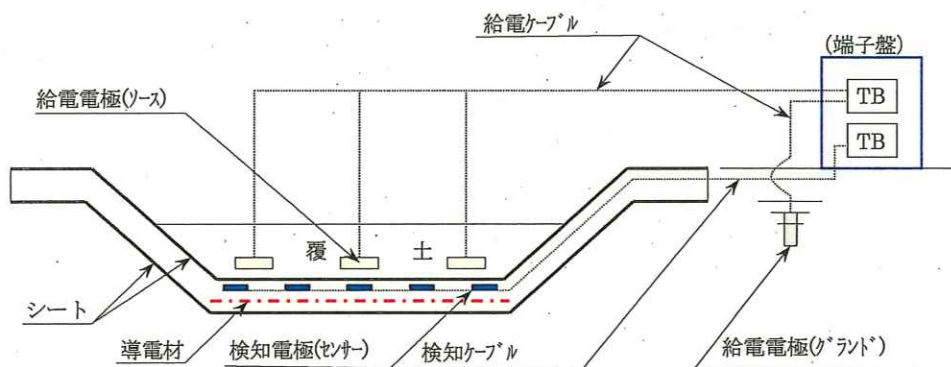 給電ケーブル
(端子盤)
給電電極(ソース)
TB
TB
覆 土
シート
導電材
検知電極(センサー)
検知ケーブル
給電電極(グランド)